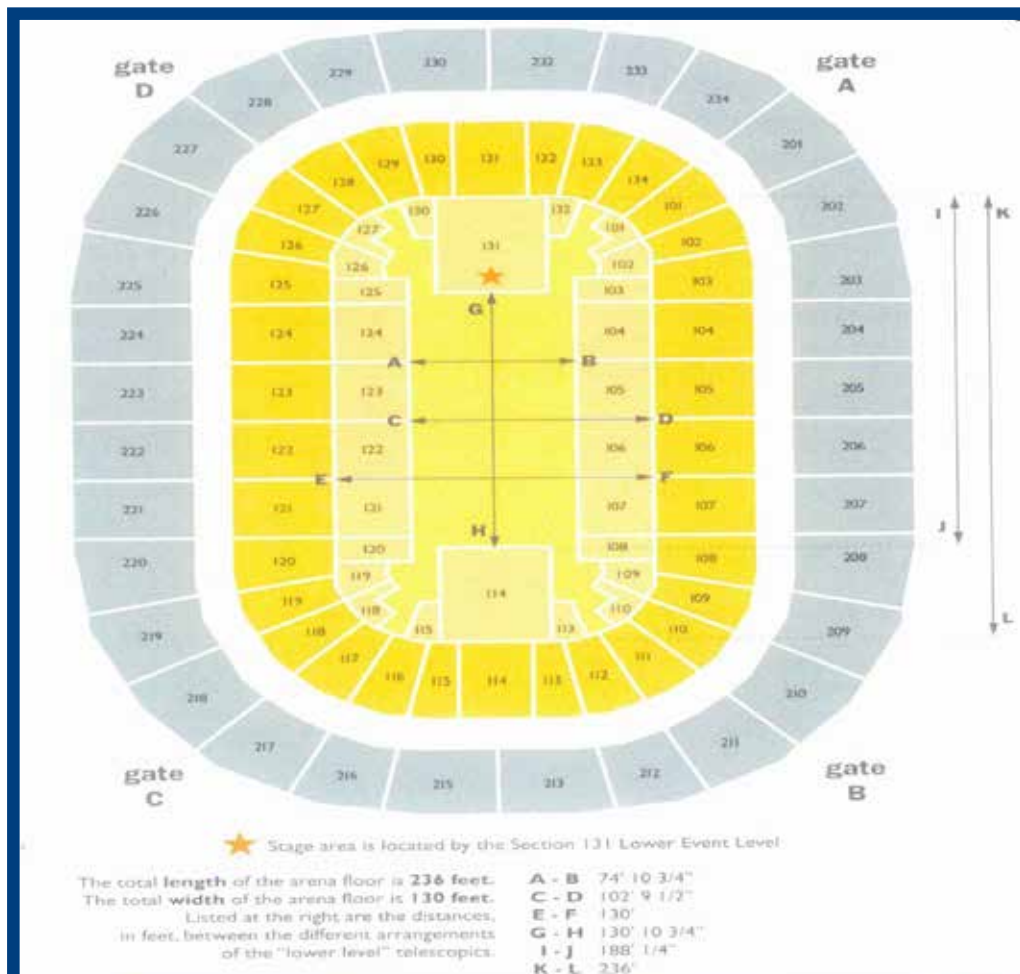 230 232
229 233
gate
D
gate
A
228 234
227 201
129 130 131 132 133
128 134
226 202
127 101
130 132
I K
127 101
131
126 102
126 102
225 125 125 103 103 203
G
224 124 124 104 104 204
A B
223 123 123 105 105 205
C D
222 122 122 106 106 206
E F
221 121 121 107 107 207
H J
220 120 120 108 108 208
119 109
119 114 109
118 110
219 209
118 115 113 110
L
117 111
116 115 114 113 112
218 210
217 211
216 215 213 212
gate
C
gate
B
Stage area is located by the Section 131 Lower Event Level
The total length of the arena floor is 236 feet.
The total width of the arena floor is 130 feet.
Listed at the right are the distances,
in feet, between the different arrangements
of the "lower level" telescopics.
A - B 74' 10 3/4"
C - D 102' 9 1/2"
E - F 130'
G - H 130' 10 3/4"
I - J 188' 1/4"
K - L 236'